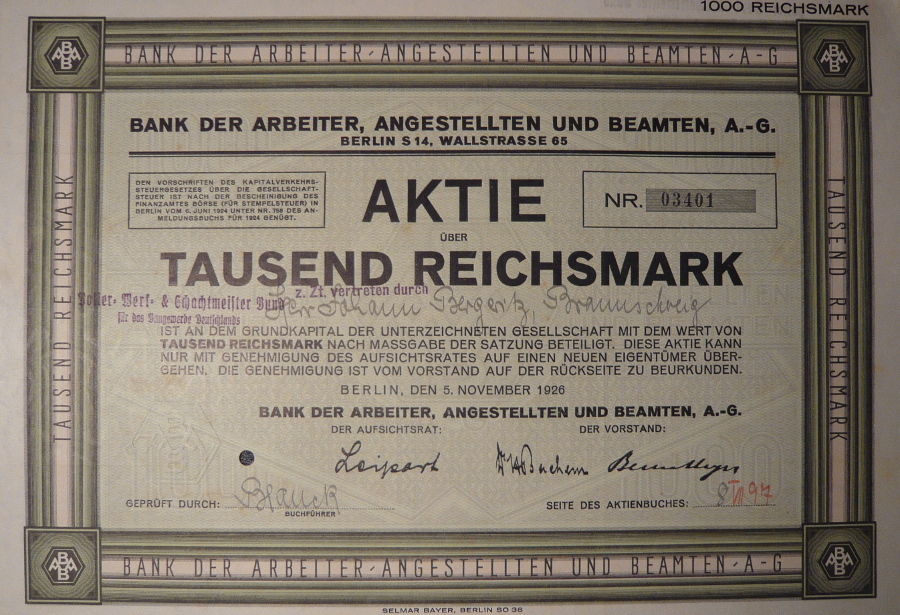 1000 REICHSMARK
BANK DER ARBEITER, ANGESTELLTEN UND BEAMTEN, A-G
BANK DER ARBEITER, ANGESTELLTEN UND BEAMTEN, A.-G.
BERLIN S 14, WALLSTRASSE 65
DEN VORSCHRIFTEN DES KAPITALVERKEHRS-
STEUERGESETZES ÜBER DIE GESELLSCHAFT-
STEUER IST NACH DER BESCHEINIGUNG DES
FINANZAMTES BÖRSE (FÜR STEMPELSTEUER) IN
BERLIN VOM 6. JUNI 1924 UNTER NR. 756 DES AN-
MELDUNGSBUCHS FÜR 1924 GENÜGT.
AKTIE
NR. 03401
ÜBER
TAUSEND REICHSMARK
z. Zt. vertreten durch
Polier- Werk- & Schachtmeister Bund
für das Baugewerbe Deutschlands
Herr Johann Bergertz, Braunschweig
IST AN DEM GRUNDKAPITAL DER UNTERZEICHNETEN GESELLSCHAFT MIT DEM WERT VON
TAUSEND REICHSMARK NACH MASSGABE DER SATZUNG BETEILIGT. DIESE AKTIE KANN
NUR MIT GENEHMIGUNG DES AUFSICHTSRATES AUF EINEN NEUEN EIGENTÜMER ÜBER-
GEHEN. DIE GENEHMIGUNG IST VOM VORSTAND AUF DER RÜCKSEITE ZU BEURKUNDEN.
BERLIN, DEN 5. NOVEMBER 1926
BANK DER ARBEITER, ANGESTELLTEN UND BEAMTEN, A.-G.
DER AUFSICHTSRAT:
DER VORSTAND:
Leipart
Bachem
GEPRÜFT DURCH:
BUCHFÜHRER
SEITE DES AKTIENBUCHES:
97
TAUSEND REICHSMARK
TAUSEND REICHSMARK
BANK DER ARBEITER, ANGESTELLTEN UND BEAMTEN, A-G
SELMAR BAYER, BERLIN SO 36